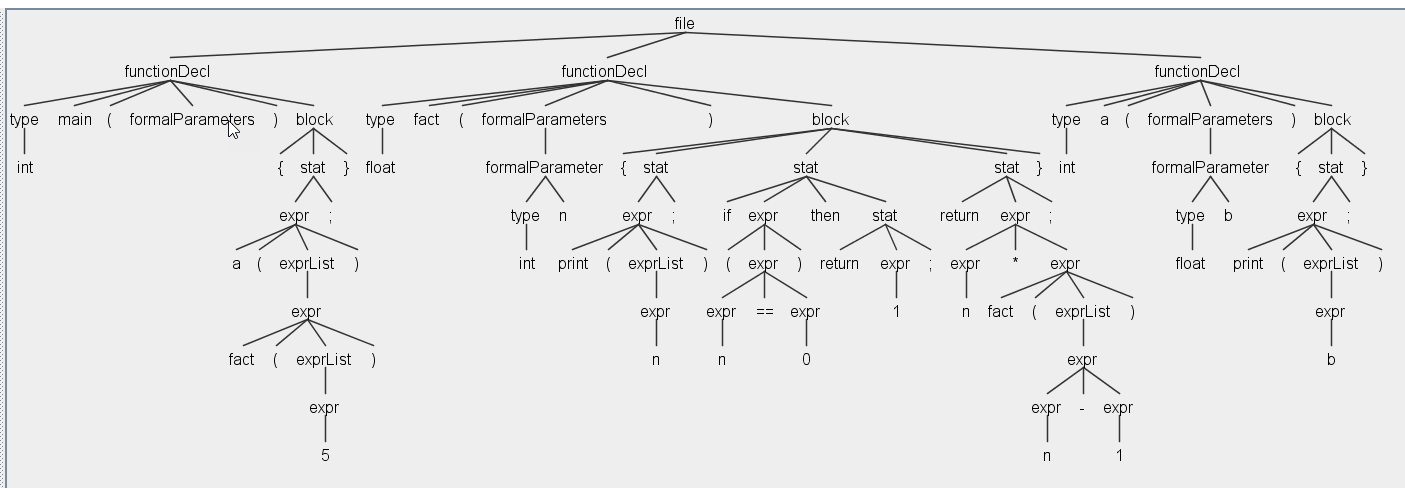 file
functionDecl functionDecl functionDecl
type main ( formalParameters ) block type fact ( formalParameters ) block type a ( formalParameters ) block
int { stat } float formalParameter { stat stat stat } int formalParameter { stat }
expr ; type n expr ; if expr then stat return expr ; type b expr ;
a ( exprList ) int print ( exprList ) ( expr ) return expr ; expr * expr float print ( exprList )
expr expr expr == expr 1 n fact ( exprList ) expr
fact ( exprList ) n n 0 expr b
expr expr - expr
5 n 1